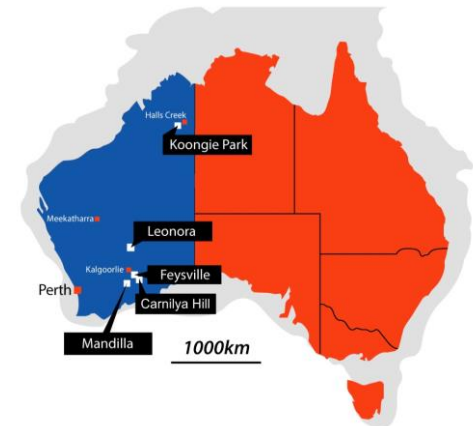 Halls Creek
Koongie Park
Meekatharra
Leonora
Kalgoorlie
Feysville
Perth
Carnilya Hill
Mandilla
1000km